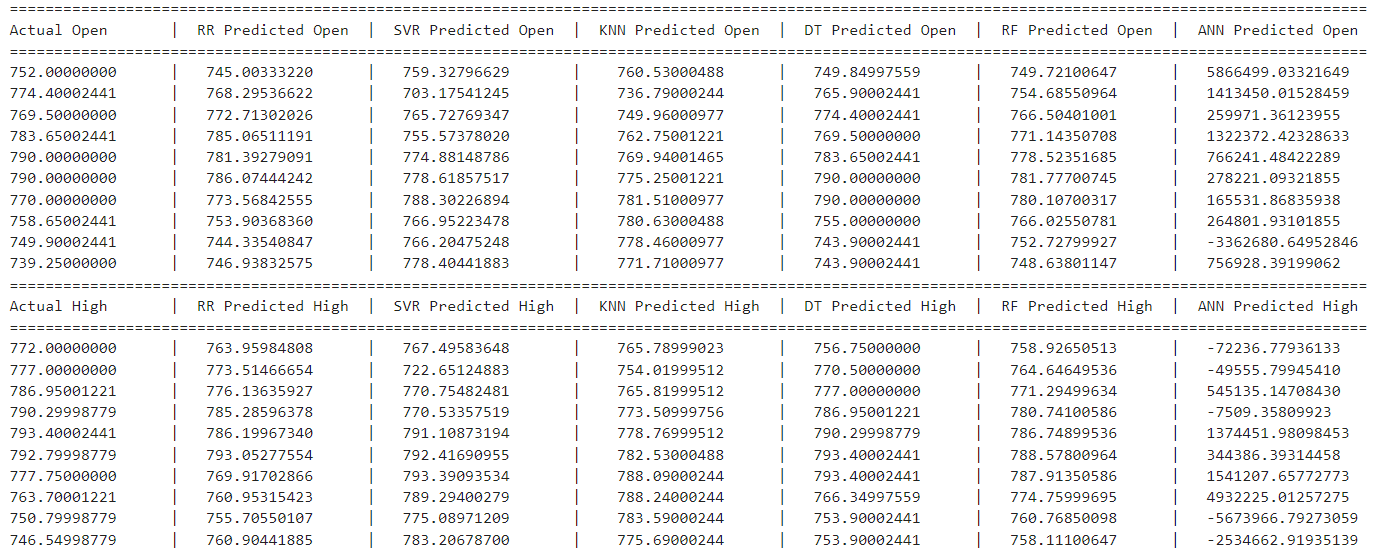 ====================================================================================================================================================
Actual Open | RR Predicted Open | SVR Predicted Open | KNN Predicted Open | DT Predicted Open | RF Predicted Open | ANN Predicted Open
====================================================================================================================================================
752.00000000 | 745.00333220 | 759.32796629 | 760.53000488 | 749.84997559 | 749.72100647 | 5866499.03321649
774.40002441 | 768.29536622 | 703.17541245 | 736.79000244 | 765.90002441 | 754.68550964 | 1413450.01528459
769.50000000 | 772.71302026 | 765.72769347 | 749.96000977 | 774.40002441 | 766.50401001 | 259971.36123955
783.65002441 | 785.06511191 | 755.57378020 | 762.75001221 | 769.50000000 | 771.14350708 | 1322372.42328633
790.00000000 | 781.39279091 | 774.88148786 | 769.94001465 | 783.65002441 | 778.52351685 | 766241.48422289
790.00000000 | 786.07444242 | 778.61857517 | 775.25001221 | 790.00000000 | 781.77700745 | 278221.09321855
770.00000000 | 773.56842555 | 788.30226894 | 781.51000977 | 790.00000000 | 780.10700317 | 165531.86835938
758.65002441 | 753.90368360 | 766.95223478 | 780.63000488 | 755.00000000 | 766.02550781 | 264801.93101855
749.90002441 | 744.33540847 | 766.20475248 | 778.46000977 | 743.90002441 | 752.72799927 | -3362680.64952846
739.25000000 | 746.93832575 | 778.40441883 | 771.71000977 | 743.90002441 | 748.63801147 | 756928.39199062
====================================================================================================================================================
Actual High | RR Predicted High | SVR Predicted High | KNN Predicted High | DT Predicted High | RF Predicted High | ANN Predicted High
====================================================================================================================================================
772.00000000 | 763.95984808 | 767.49583648 | 765.78999023 | 756.75000000 | 758.92650513 | -72236.77936133
777.00000000 | 773.51466654 | 722.65124883 | 754.01999512 | 770.50000000 | 764.64649536 | -49555.79945410
786.95001221 | 776.13635927 | 770.75482481 | 765.81999512 | 777.00000000 | 771.29499634 | 545135.14708430
790.29998779 | 785.28596378 | 770.53357519 | 773.50999756 | 786.95001221 | 780.74100586 | -7509.35809923
793.40002441 | 786.19967340 | 791.10873194 | 778.76999512 | 790.29998779 | 786.74899536 | 1374451.98098453
792.79998779 | 793.05277554 | 792.41690955 | 782.53000488 | 793.40002441 | 788.57800964 | 344386.39314458
777.75000000 | 769.91702866 | 793.39093534 | 788.09000244 | 793.40002441 | 787.91350586 | 1541207.65772773
763.70001221 | 760.95315423 | 789.29400279 | 788.24000244 | 766.34997559 | 774.75999695 | 4932225.01257275
750.79998779 | 755.70550107 | 775.08971209 | 783.59000244 | 753.90002441 | 760.76850098 | -5673966.79273059
746.54998779 | 760.90441885 | 783.20678700 | 775.69000244 | 753.90002441 | 758.11100647 | -2534662.91935139